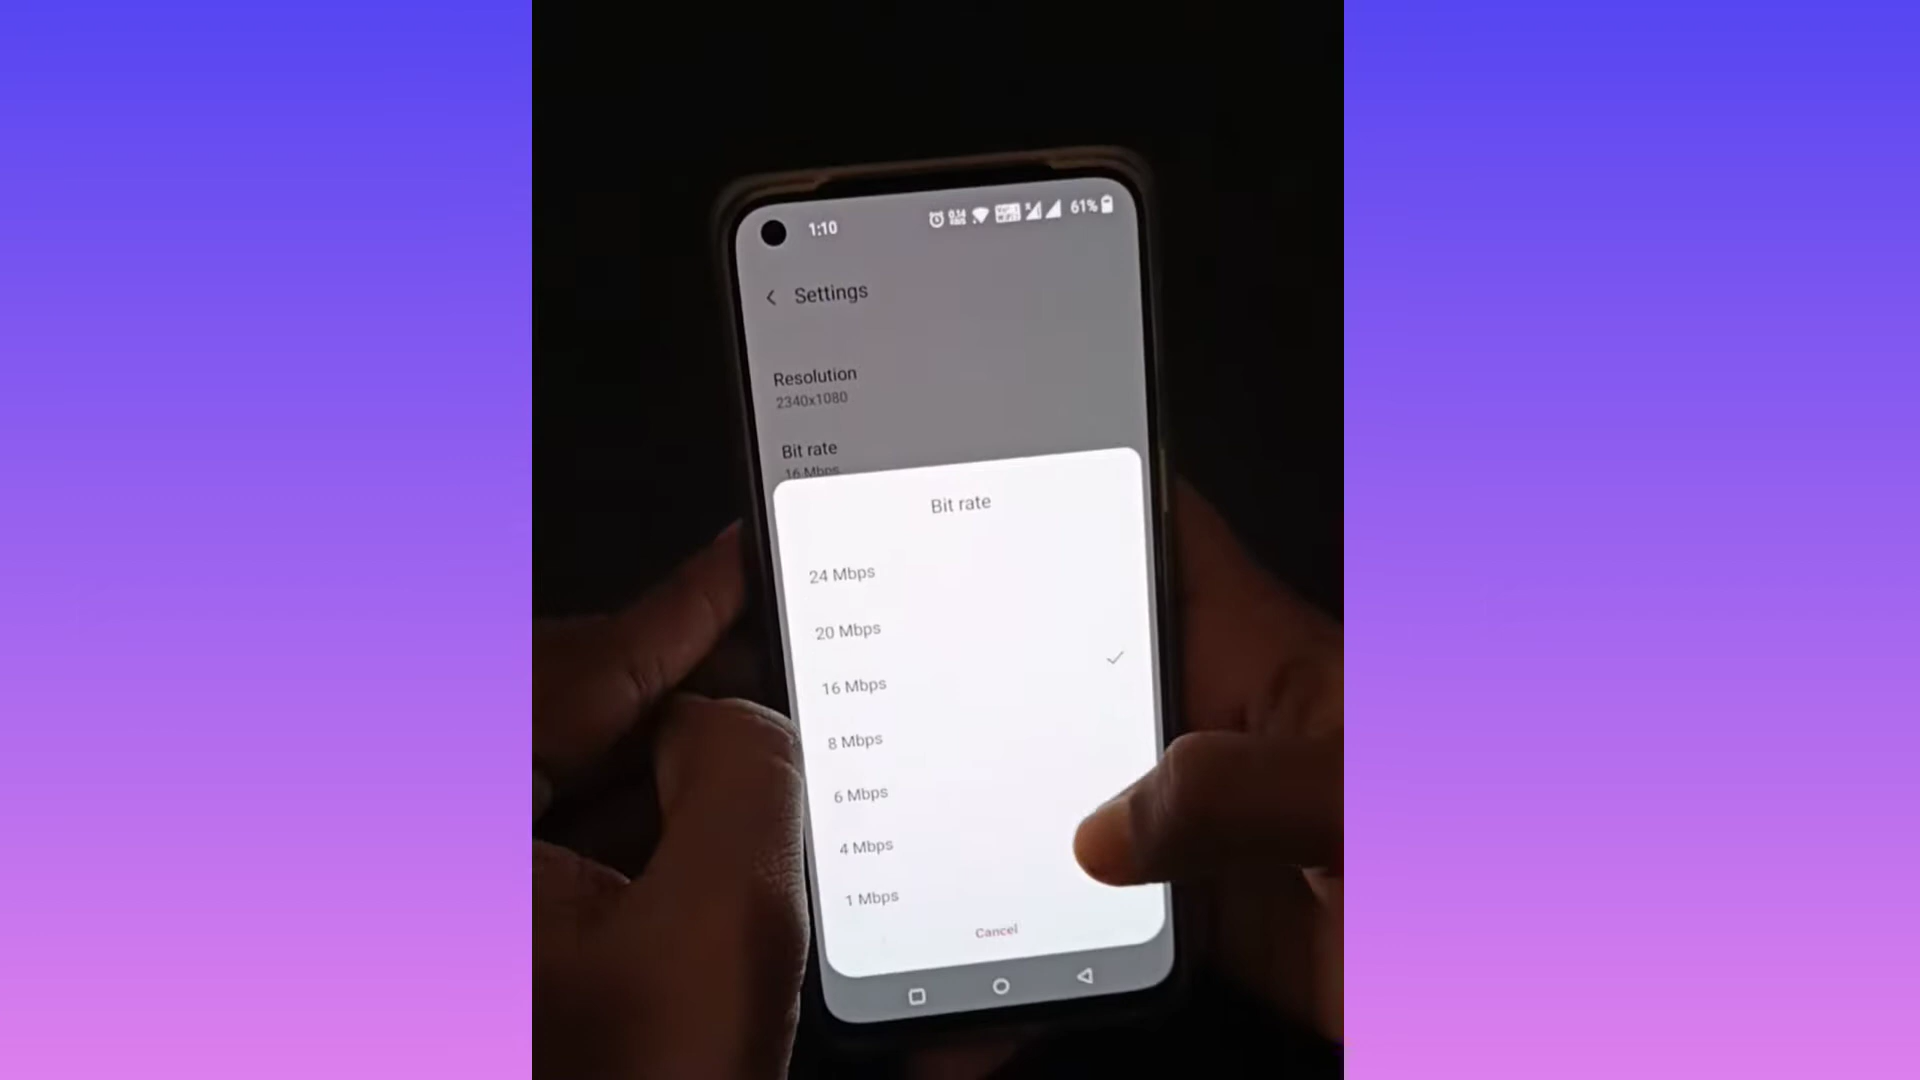 1:10
61%
Settings
Resolution
2340x1080
Bit rate
16 Mbps
Bit rate
24 Mbps
20 Mbps
16 Mbps
8 Mbps
6 Mbps
4 Mbps
1 Mbps
Cancel